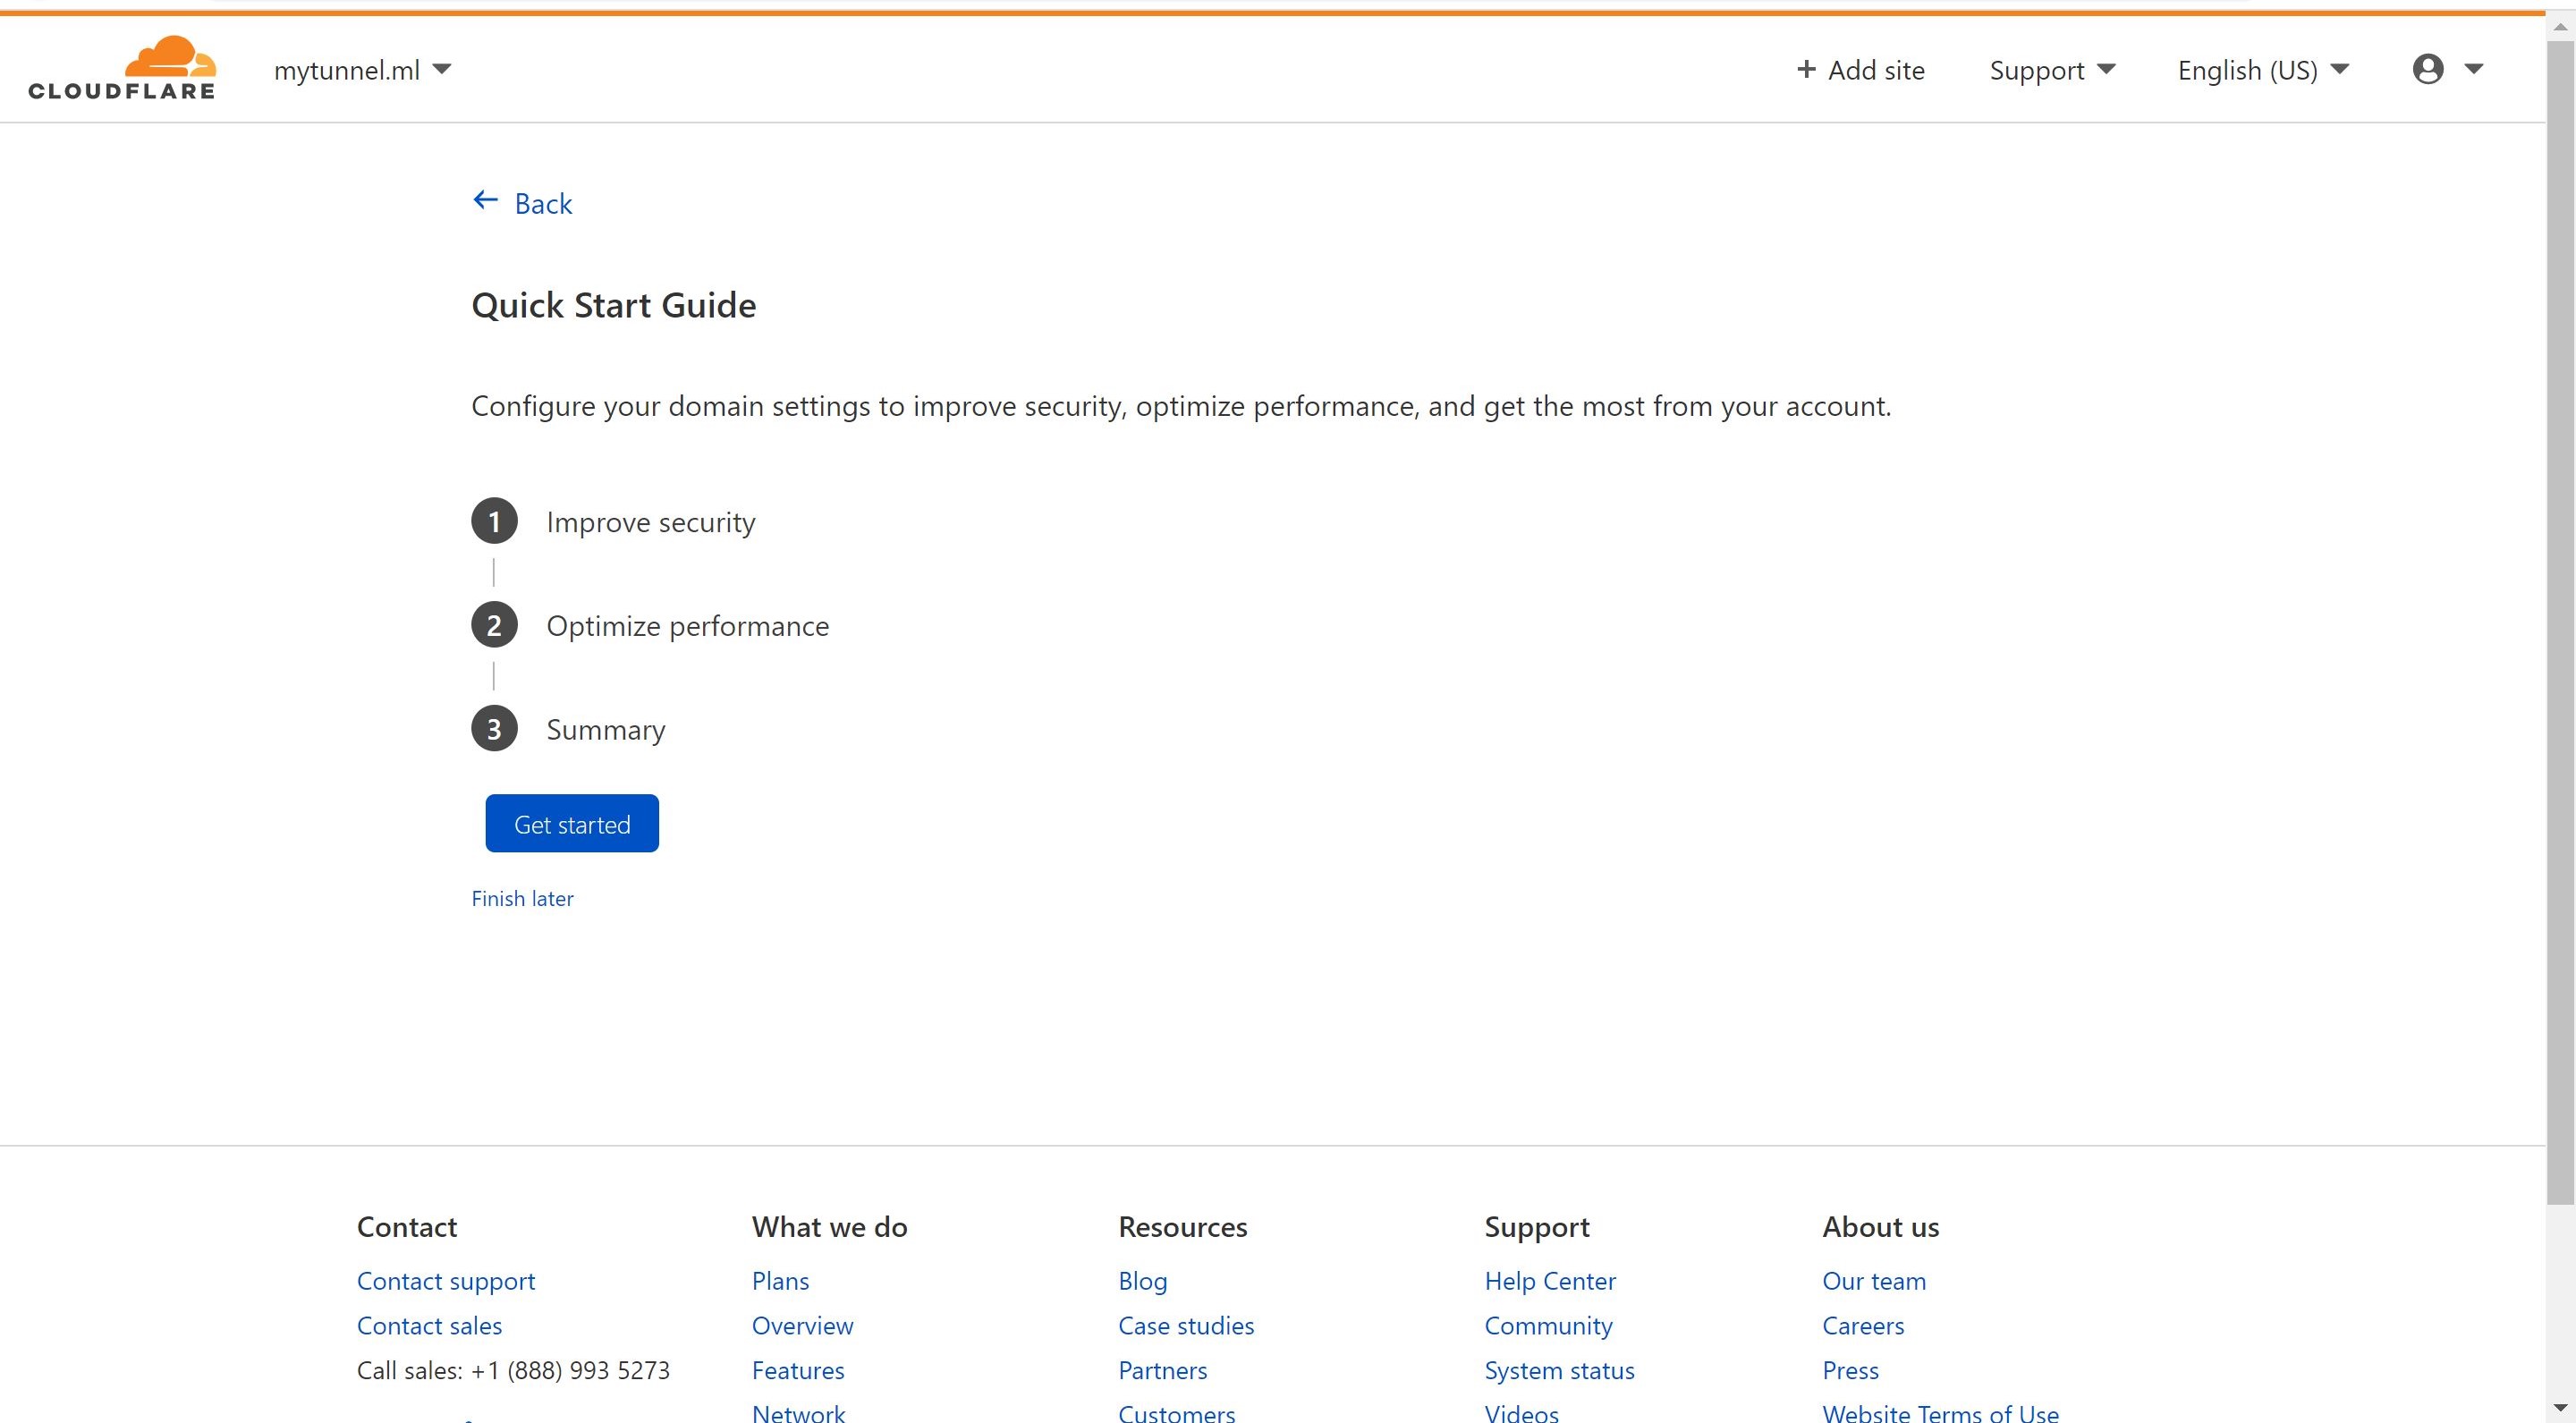 CLOUDFLARE
mytunnel.ml
+ Add site
Support
English (US)
Back
Quick Start Guide
Configure your domain settings to improve security, optimize performance, and get the most from your account.
1 Improve security
2 Optimize performance
3 Summary
Get started
Finish later
Contact
Contact support
Contact sales
Call sales: +1 (888) 993 5273
What we do
Plans
Overview
Features
Network
Resources
Blog
Case studies
Partners
Customers
Support
Help Center
Community
System status
Videos
About us
Our team
Careers
Press
Website Terms of Use